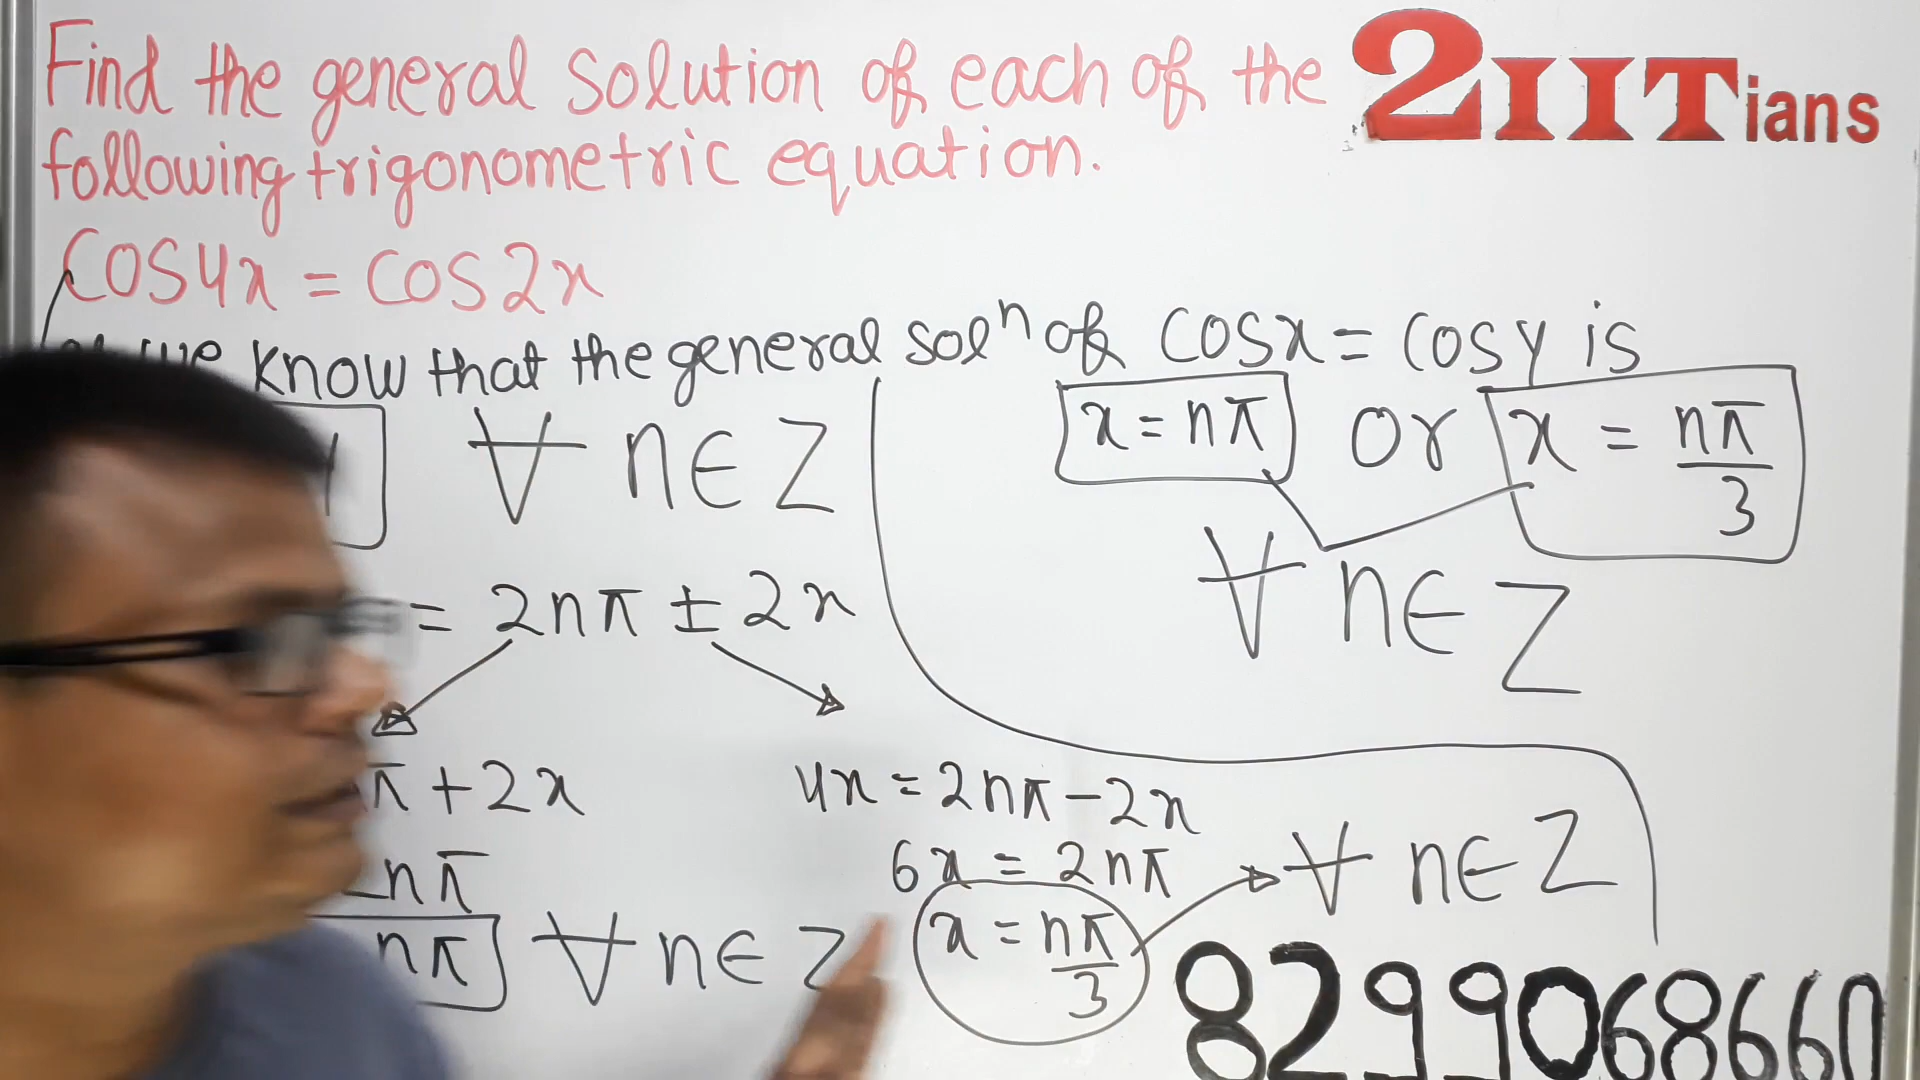 Find the general solution of each of the
following trigonometric equation.
2IITians
cos4x = cos2x
we know that the general solⁿ of cosx = cosy is
∀ n∈Z
= 2nπ ± 2x
π + 2x
nπ
nπ ∀ n∈Z
4x = 2nπ - 2x
6x = 2nπ
x = nπ/3 ∀ n∈Z
x = nπ or x = nπ/3
∀ n∈Z
8299068660